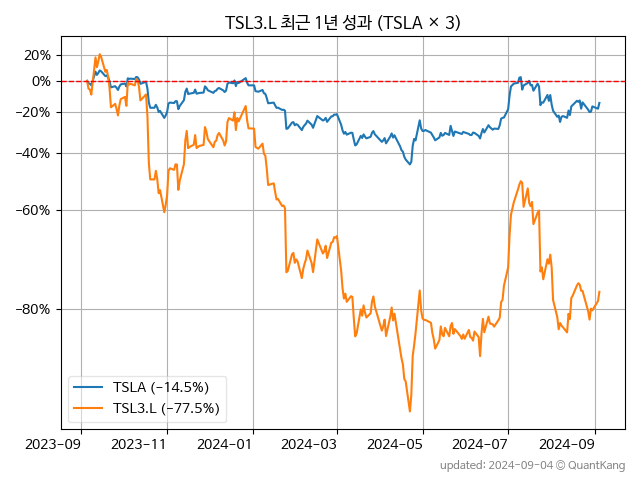 TSL3.L 최근 1년 성과 (TSLA × 3)
20%
0%
−20%
−40%
−60%
−80%
TSLA (−14.5%)
TSL3.L (−77.5%)
2023-09 2023-11 2024-01 2024-03 2024-05 2024-07 2024-09
updated: 2024-09-04 © QuantKang